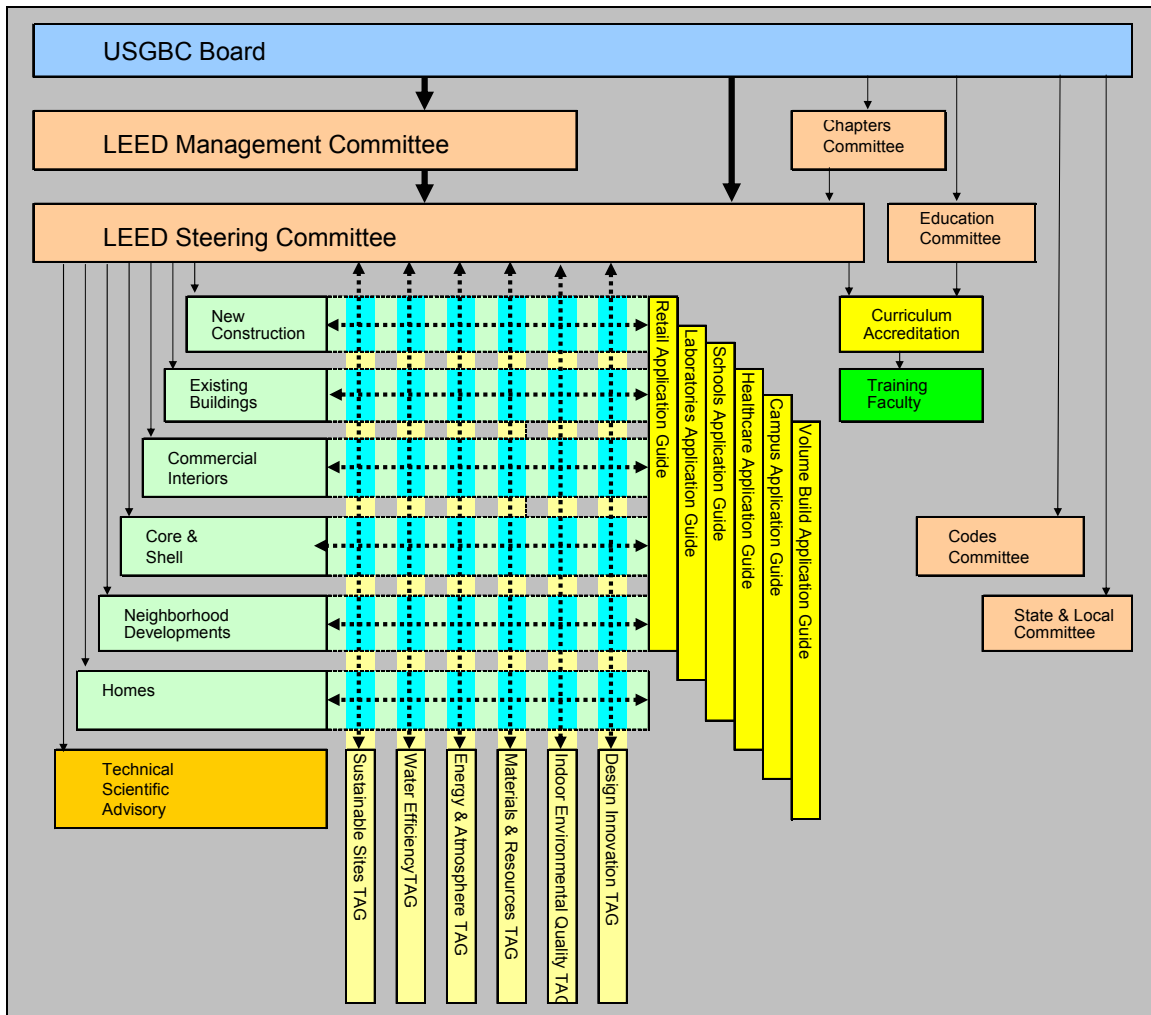 USGBC Board
LEED Management Committee
Chapters
Committee
LEED Steering Committee
Education
Committee
New
Construction
Curriculum
Accreditation
Existing
Buildings
Training
Faculty
Commercial
Interiors
Core &
Shell
Codes
Committee
Neighborhood
Developments
State & Local
Committee
Homes
Technical
Scientific
Advisory
Retail Application Guide
Laboratories Application Guide
Schools Application Guide
Healthcare Application Guide
Campus Application Guide
Volume Build Application Guide
Sustainable Sites TAG
Water EfficiencyTAG
Energy & Atmosphere TAG
Materials & Resources TAG
Indoor Environmental Quality TAG
Design Innovation TAG